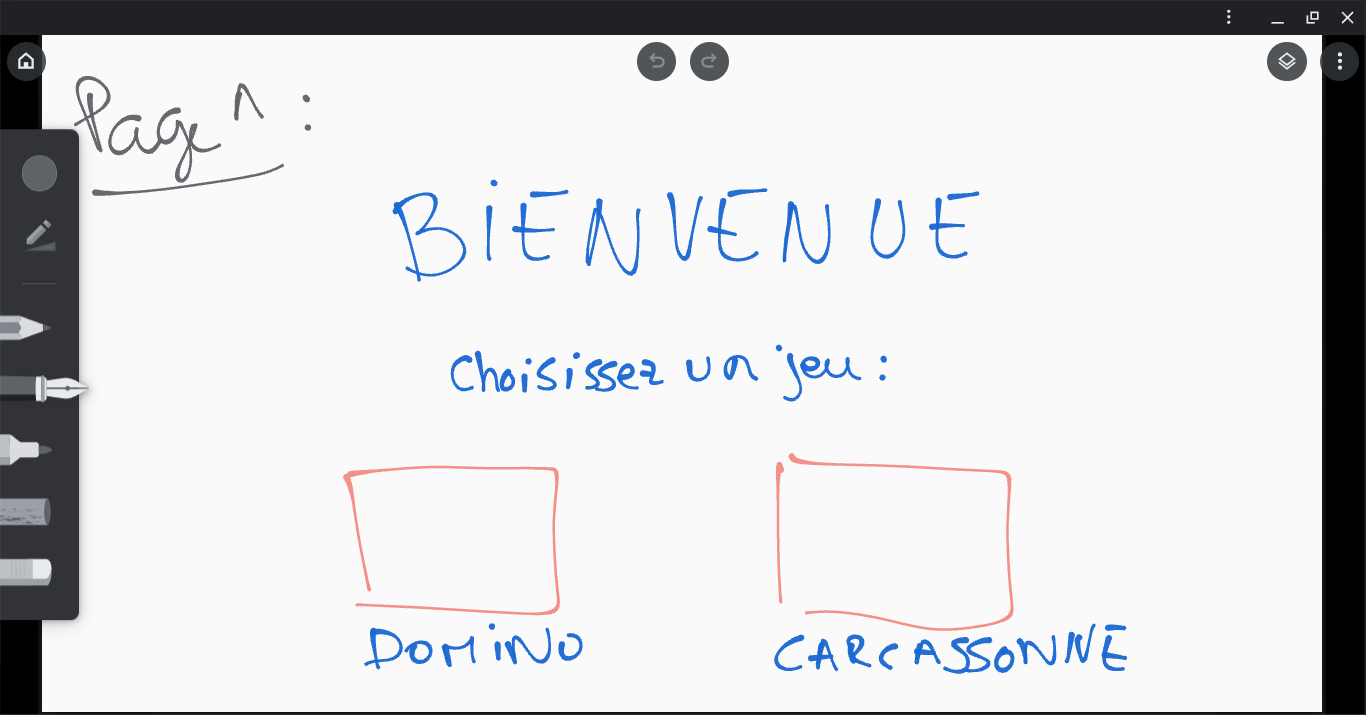 Page 1 :
BiENVENUE
Choisissez un jeu :
DOMiNO
CARCASSONNE